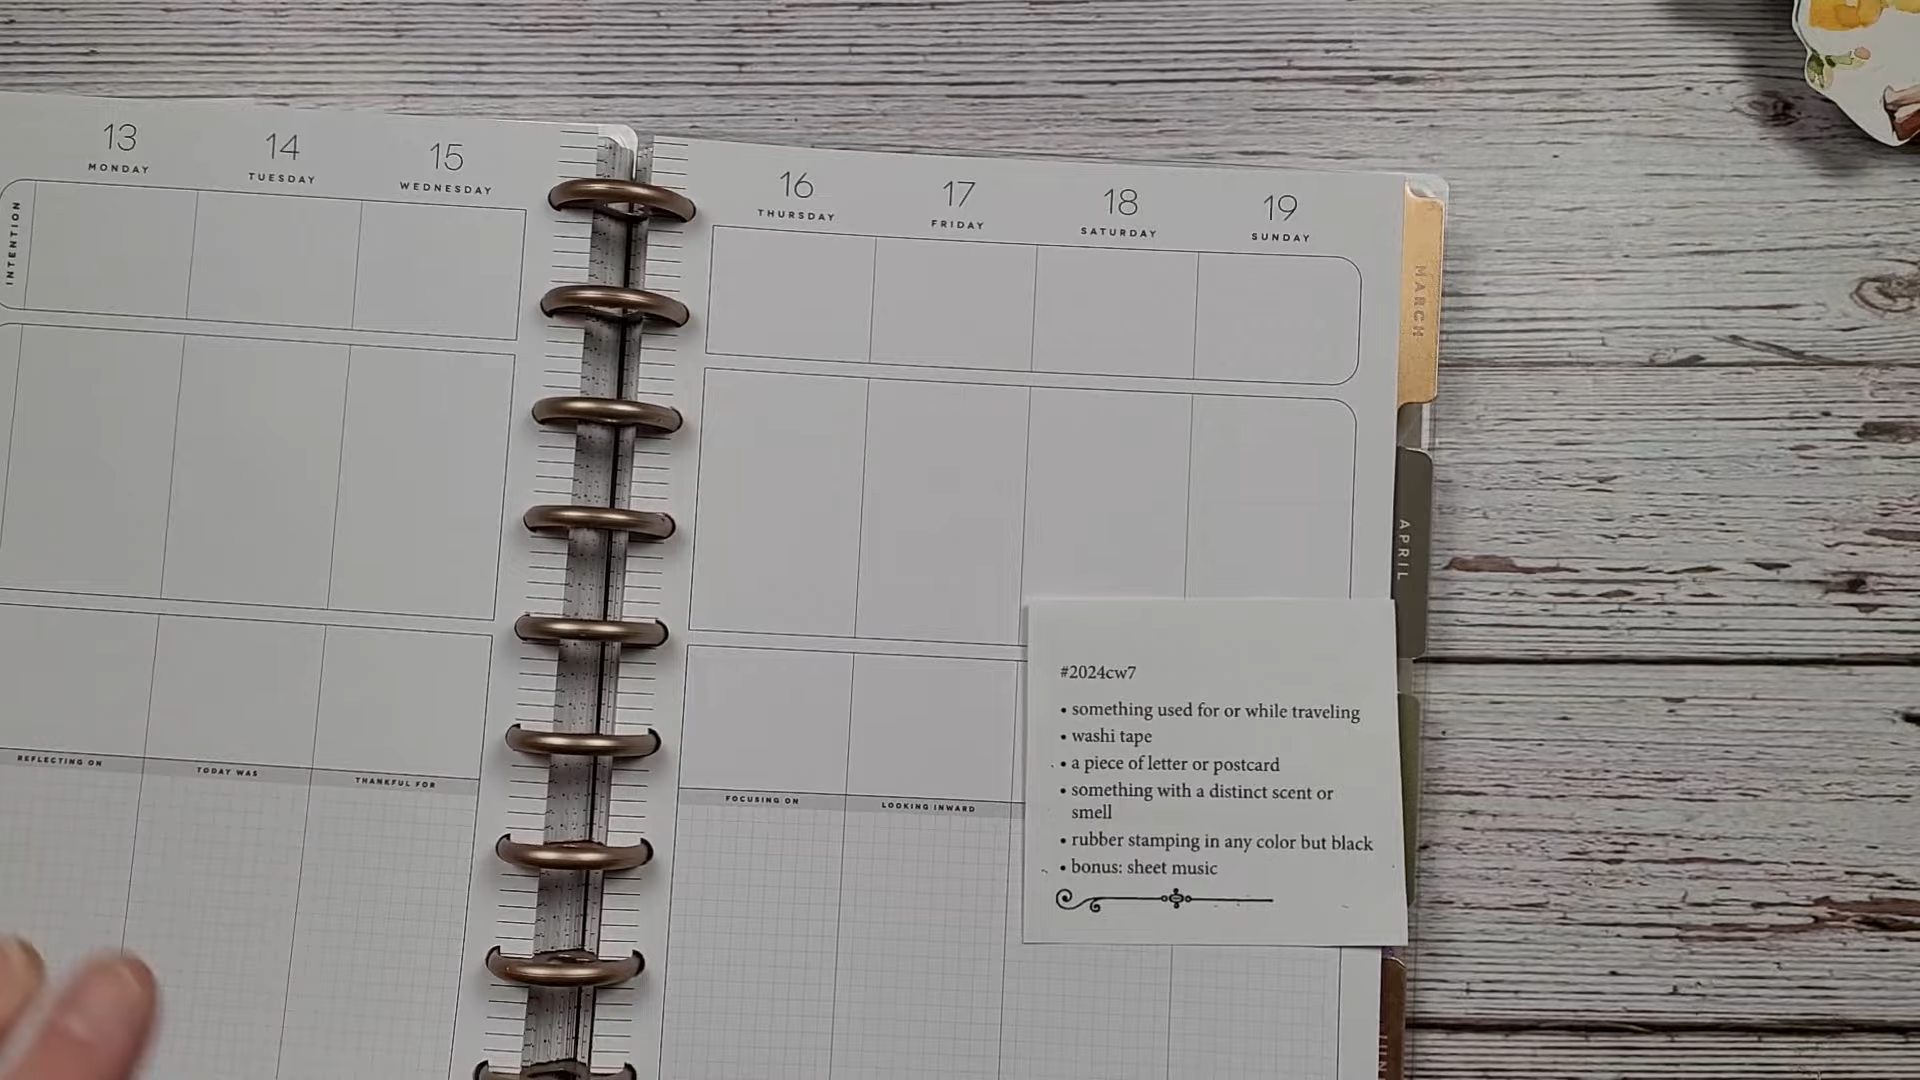 13
MONDAY
14
TUESDAY
15
WEDNESDAY
16
THURSDAY
17
FRIDAY
18
SATURDAY
19
SUNDAY
INTENTION
MARCH
APRIL
REFLECTING ON
TODAY WAS
THANKFUL FOR
FOCUSING ON
LOOKING INWARD
#2024cw7
• something used for or while traveling
• washi tape
• a piece of letter or postcard
• something with a distinct scent or
smell
• rubber stamping in any color but black
• bonus: sheet music